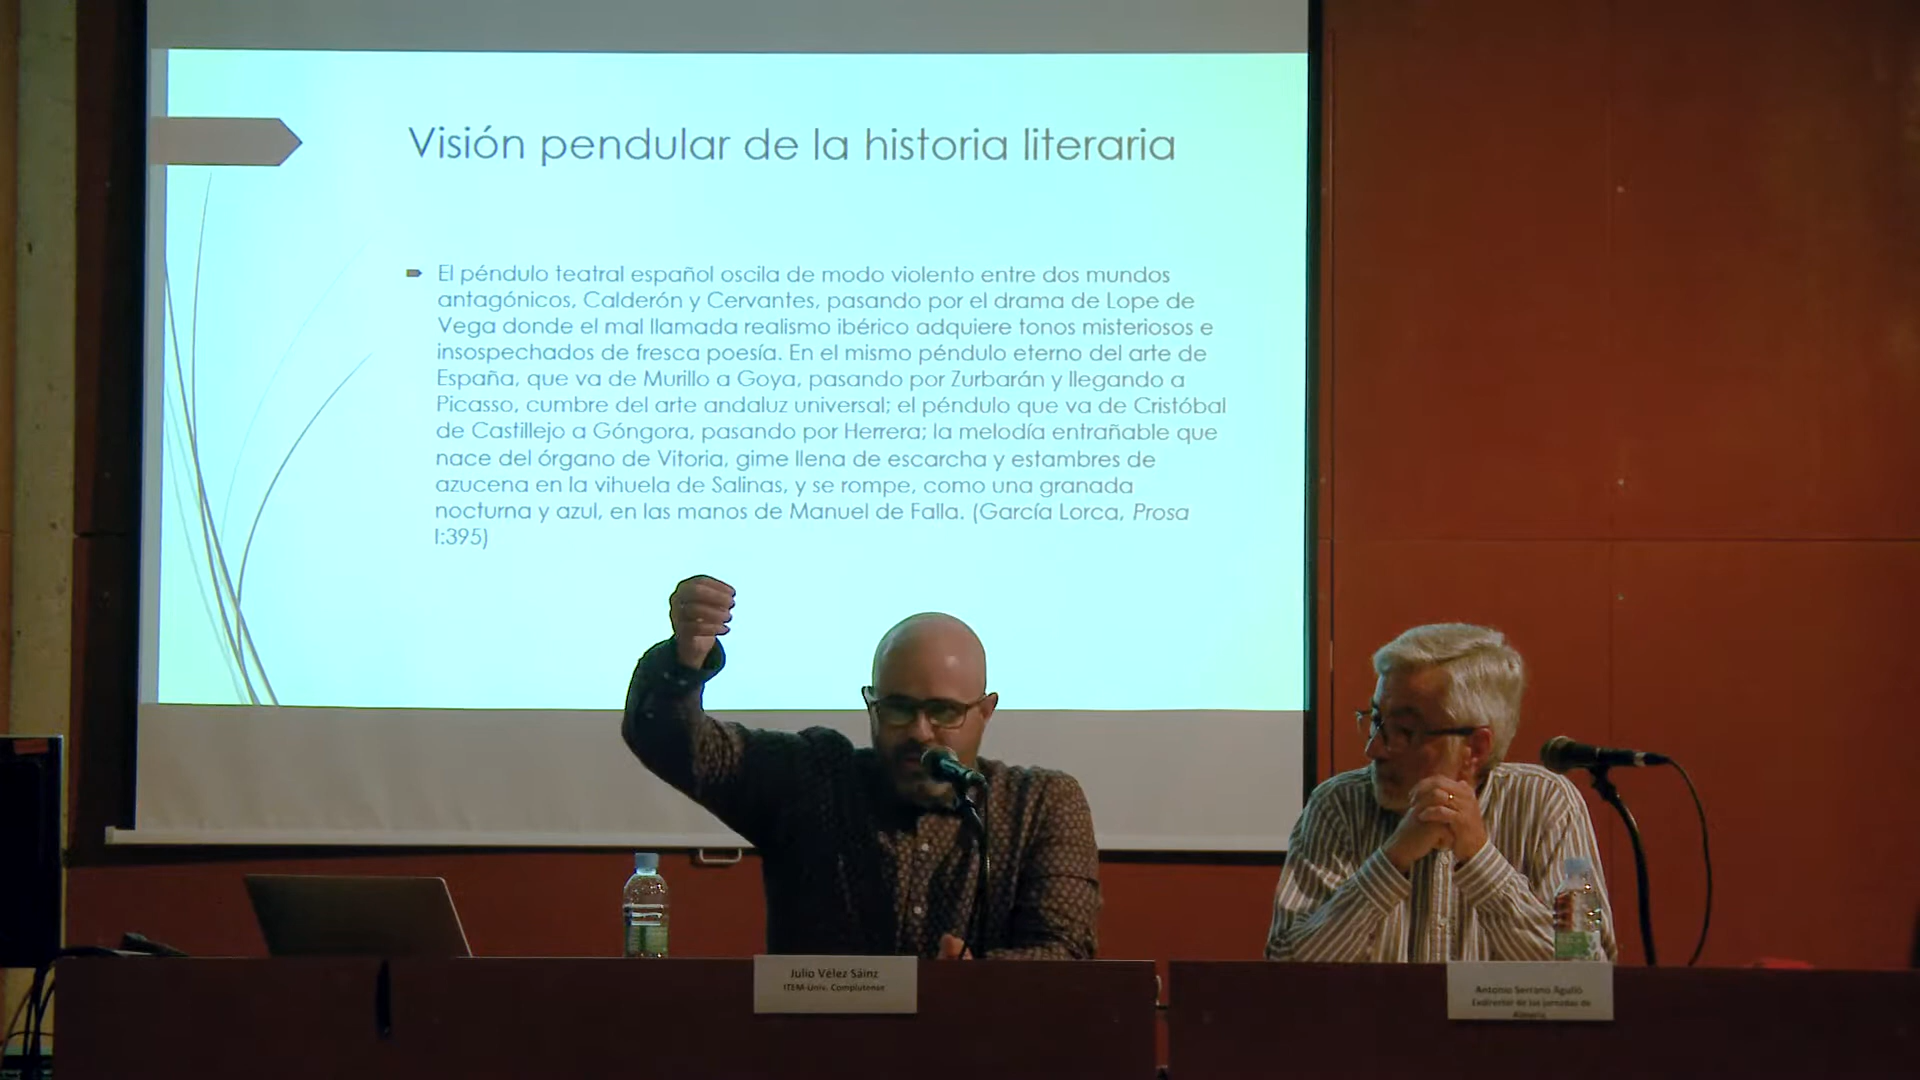 Visión pendular de la historia literaria
El péndulo teatral español oscila de modo violento entre dos mundos
antagónicos, Calderón y Cervantes, pasando por el drama de Lope de
Vega donde el mal llamada realismo ibérico adquiere tonos misteriosos e
insospechados de fresca poesía. En el mismo péndulo eterno del arte de
España, que va de Murillo a Goya, pasando por Zurbarán y llegando a
Picasso, cumbre del arte andaluz universal; el péndulo que va de Cristóbal
de Castillejo a Góngora, pasando por Herrera; la melodía entrañable que
nace del órgano de Vitoria, gime llena de escarcha y estambres de
azucena en la vihuela de Salinas, y se rompe, como una granada
nocturna y azul, en las manos de Manuel de Falla. (García Lorca, Prosa
I:395)
Julio Vélez Sáinz
ITEM-Univ. Complutense
Antonio Serrano Agulló
Exdirector de las jornadas de
Almería